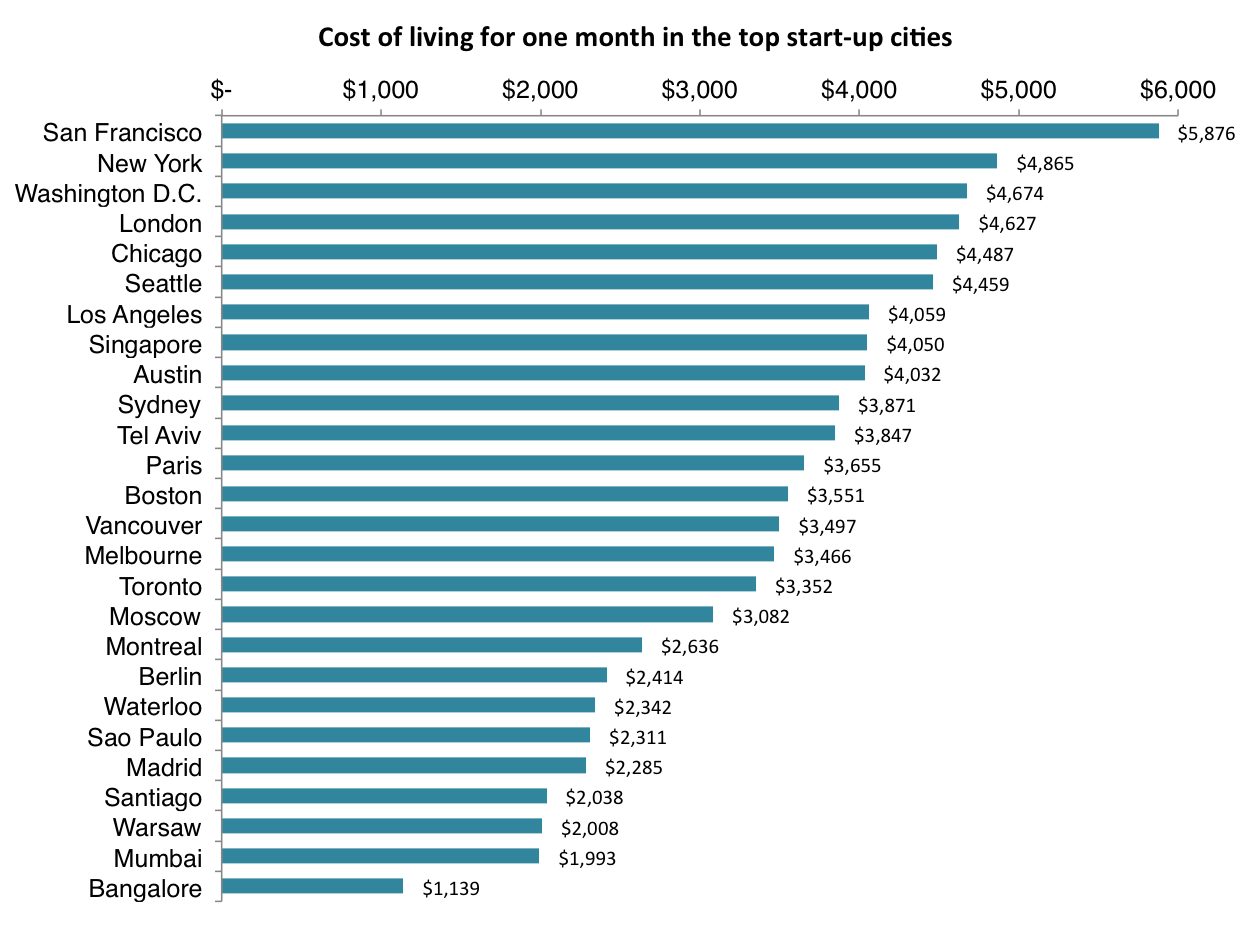 Cost of living for one month in the top start-up cities
$- $1,000 $2,000 $3,000 $4,000 $5,000 $6,000
San Francisco $5,876
New York $4,865
Washington D.C. $4,674
London $4,627
Chicago $4,487
Seattle $4,459
Los Angeles $4,059
Singapore $4,050
Austin $4,032
Sydney $3,871
Tel Aviv $3,847
Paris $3,655
Boston $3,551
Vancouver $3,497
Melbourne $3,466
Toronto $3,352
Moscow $3,082
Montreal $2,636
Berlin $2,414
Waterloo $2,342
Sao Paulo $2,311
Madrid $2,285
Santiago $2,038
Warsaw $2,008
Mumbai $1,993
Bangalore $1,139